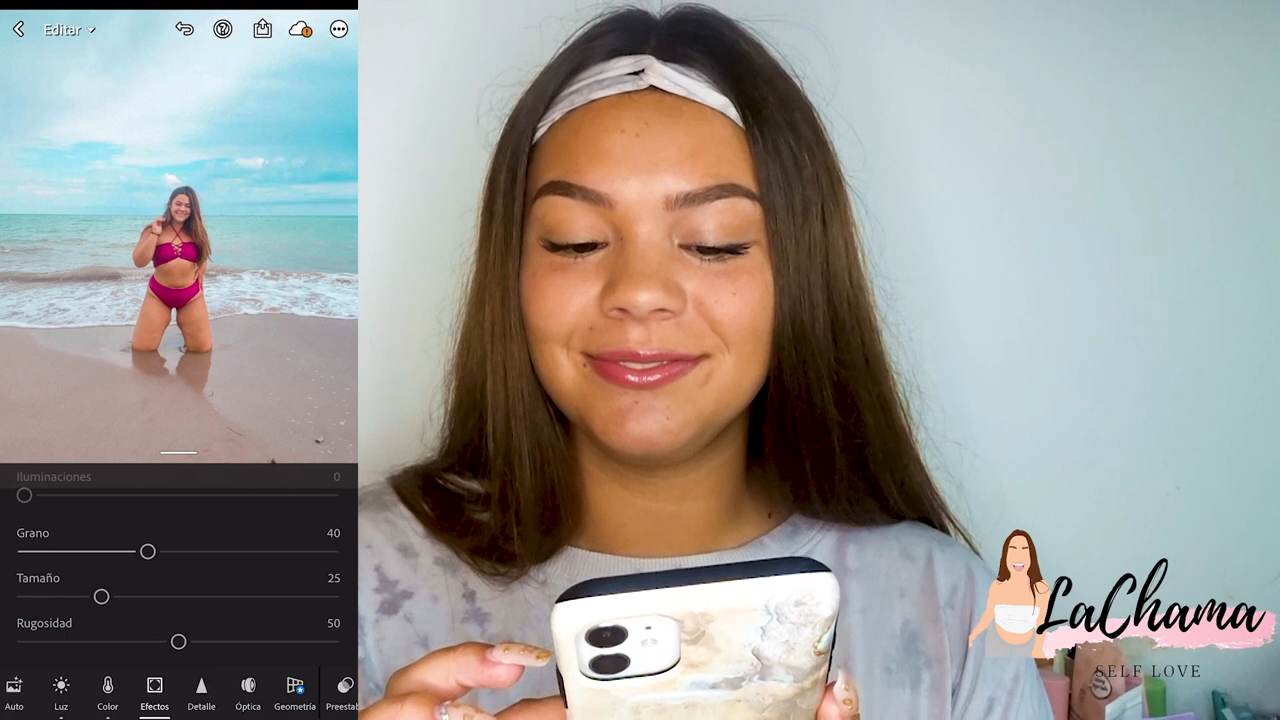 Editar
Iluminaciones 0
Grano 40
Tamaño 25
Rugosidad 50
Auto Luz Color Efectos Detalle Óptica Geometría Preestab
LaChama
SELF LOVE